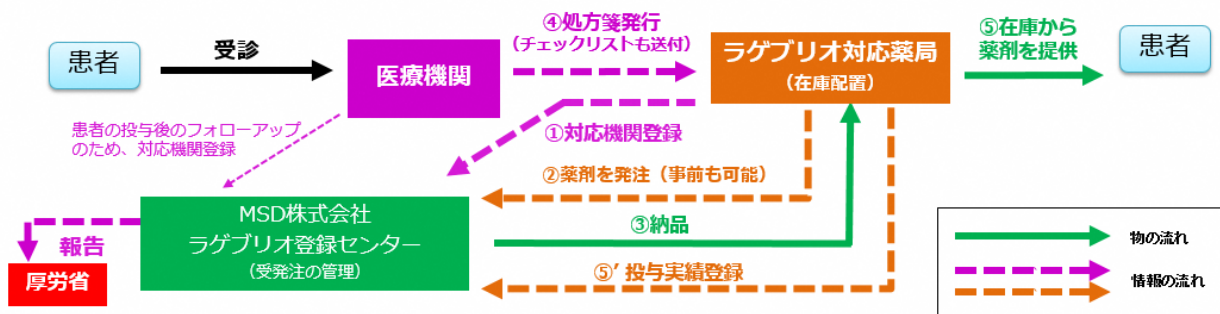 患者
受診
医療機関
④処方箋発行
（チェックリストも送付）
ラゲブリオ対応薬局
（在庫配置）
⑤在庫から
薬剤を提供
患者
患者の投与後のフォローアップ
のため、対応機関登録
①対応機関登録
②薬剤を発注（事前も可能）
MSD株式会社
ラゲブリオ登録センター
（受発注の管理）
③納品
⑤’投与実績登録
報告
厚労省
物の流れ
情報の流れ